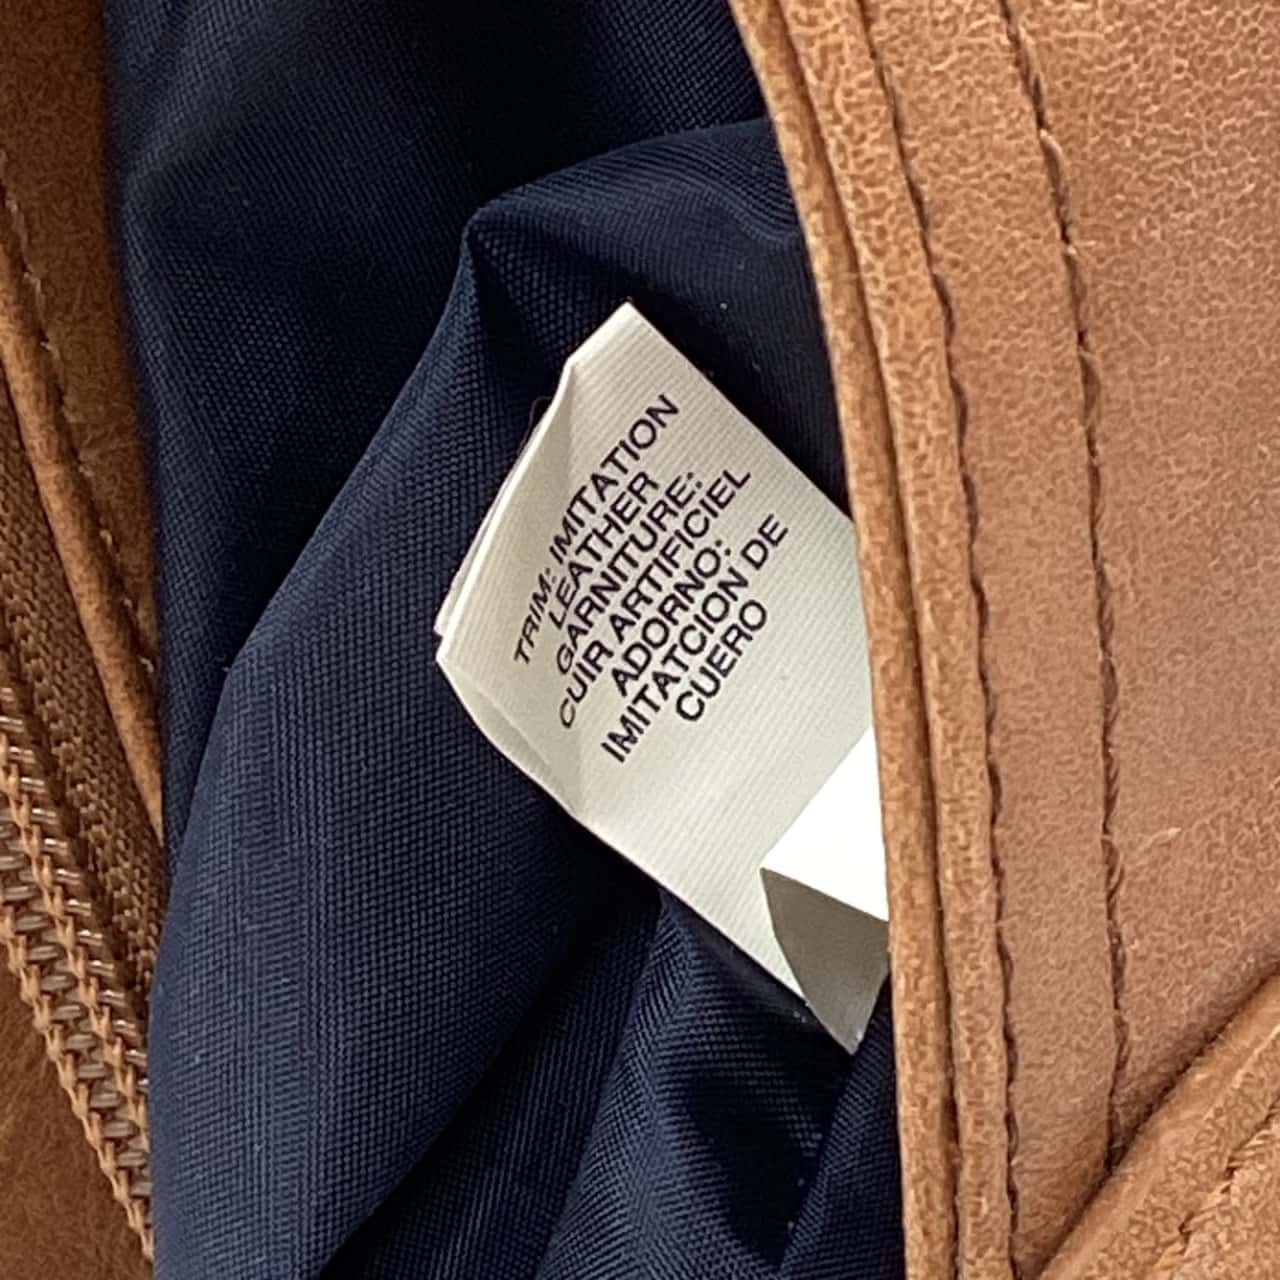 TRIM: IMITATION
LEATHER
GARNITURE:
CUIR ARTIFICIEL
ADORNO:
IMITATCION DE
CUERO